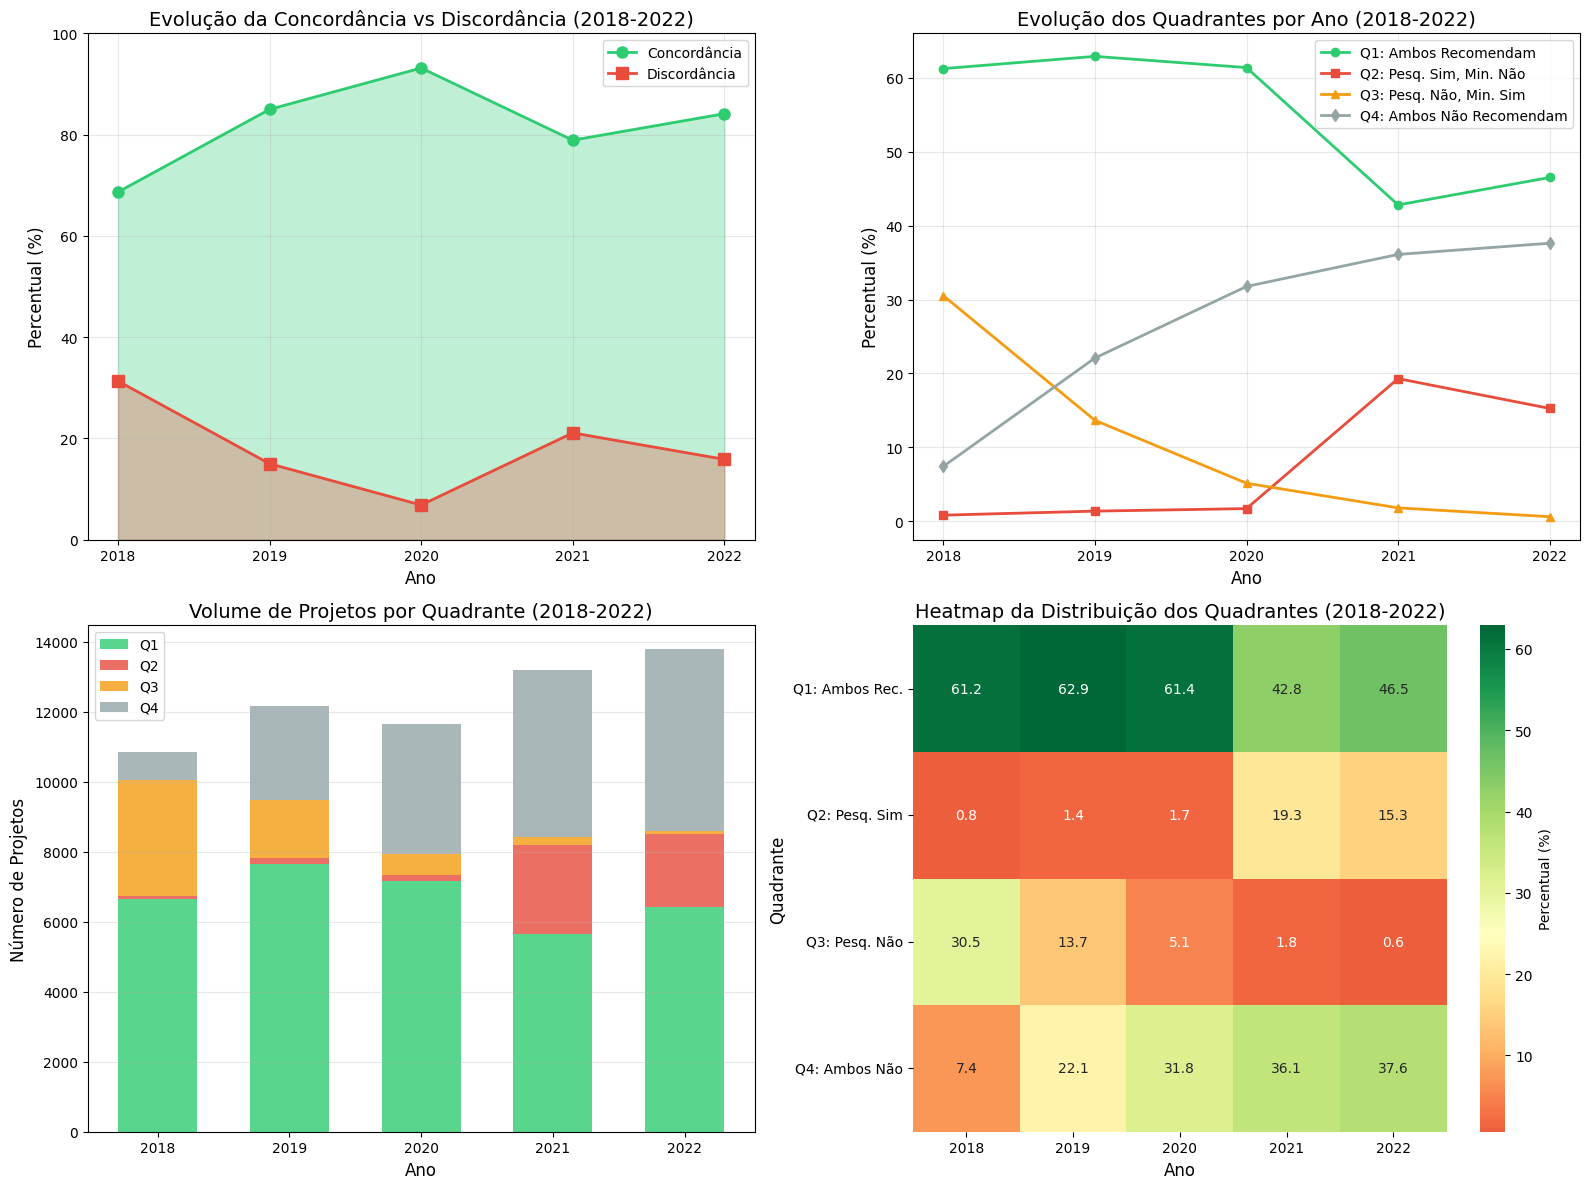 Evolução da Concordância vs Discordância (2018-2022)
Percentual (%)
100
80
60
40
20
0
2018 2019 2020 2021 2022
Ano
Concordância
Discordância
Evolução dos Quadrantes por Ano (2018-2022)
Percentual (%)
60
50
40
30
20
10
0
2018 2019 2020 2021 2022
Ano
Q1: Ambos Recomendam
Q2: Pesq. Sim, Min. Não
Q3: Pesq. Não, Min. Sim
Q4: Ambos Não Recomendam
Volume de Projetos por Quadrante (2018-2022)
Número de Projetos
14000
12000
10000
8000
6000
4000
2000
0
2018 2019 2020 2021 2022
Ano
Q1
Q2
Q3
Q4
Heatmap da Distribuição dos Quadrantes (2018-2022)
Quadrante
Q1: Ambos Rec. 61.2 62.9 61.4 42.8 46.5
Q2: Pesq. Sim 0.8 1.4 1.7 19.3 15.3
Q3: Pesq. Não 30.5 13.7 5.1 1.8 0.6
Q4: Ambos Não 7.4 22.1 31.8 36.1 37.6
2018 2019 2020 2021 2022
Ano
60
50
40
30
20
10
Percentual (%)